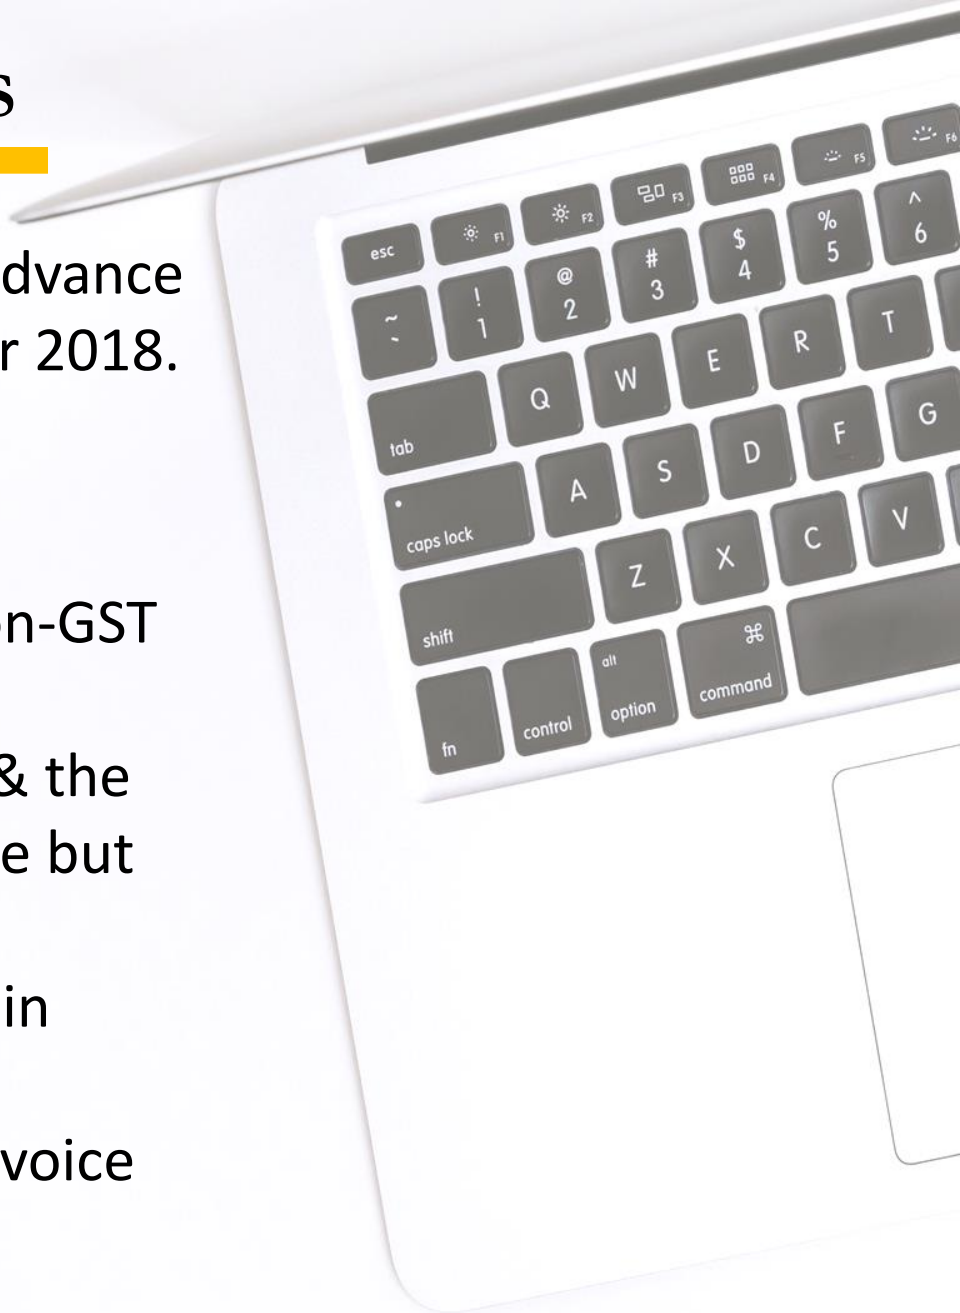 s
dvance
r 2018.
n-GST
& the
e but
in
voice
esc
F1
F2
F3
F4
F5
F6
~
`
!
1
@
2
#
3
$
4
%
5
^
6
tab
Q
W
E
R
T
caps lock
A
S
D
F
G
shift
Z
X
C
V
fn
control
alt
option
⌘
command